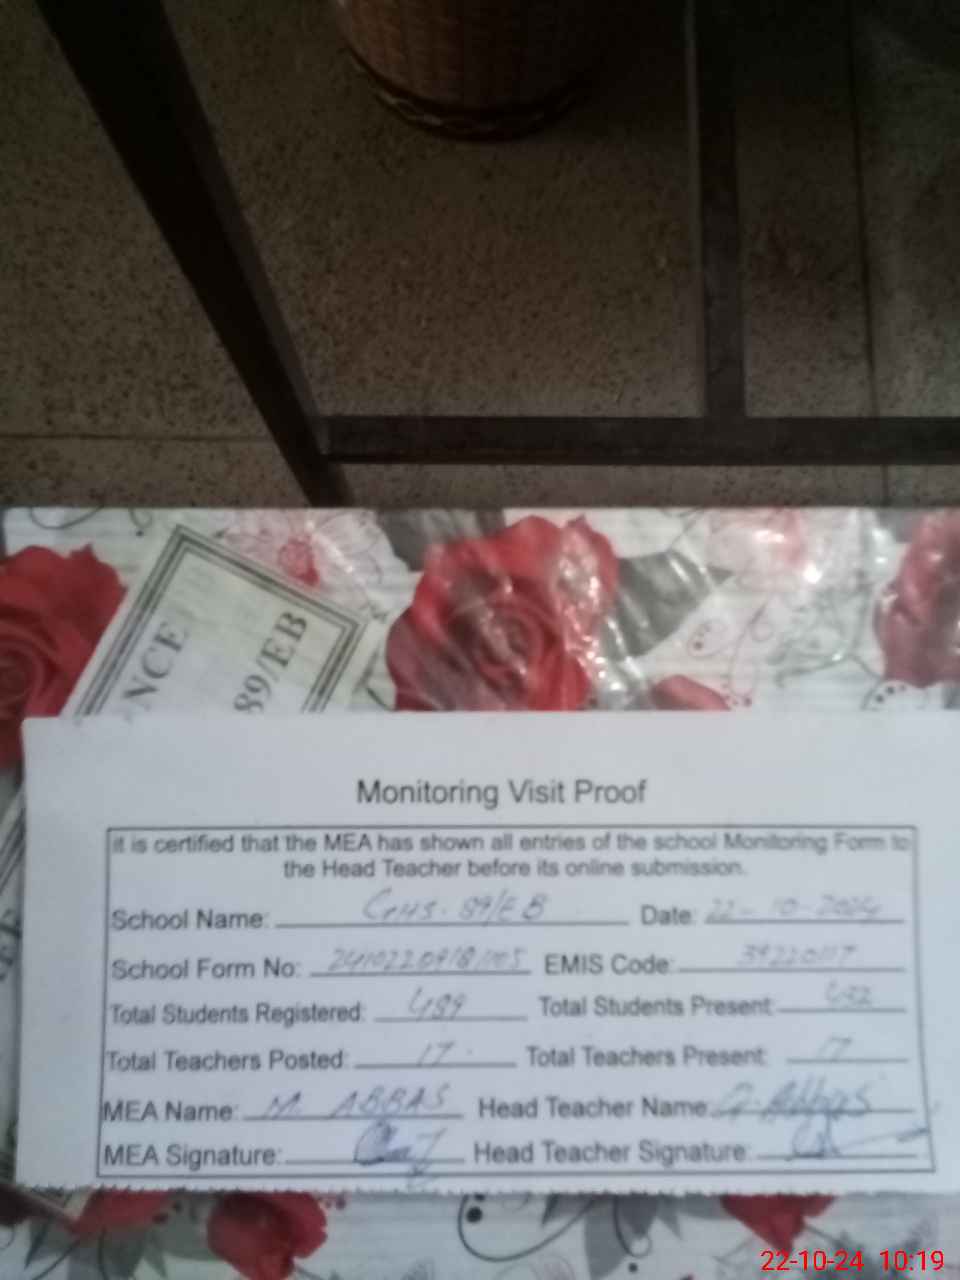 NCE
89/EB
Monitoring Visit Proof
it is certified that the MEA has shown all entries of the school Monitoring Form to
the Head Teacher before its online submission.
School Name: GHS. 89/EB Date: 22-10-2024
School Form No: EMIS Code:
Total Students Registered: 489 Total Students Present:
Total Teachers Posted: 17 Total Teachers Present: 17
MEA Name: M. ABBAS Head Teacher Name:
MEA Signature: Head Teacher Signature:
22-10-24 10:19